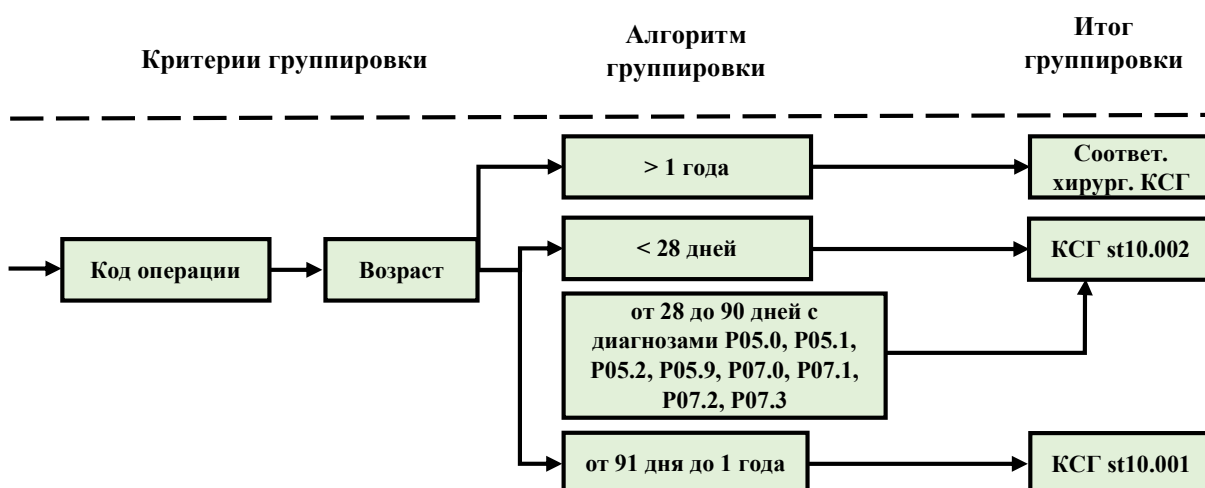 Критерии группировки
Алгоритм
группировки
Итог
группировки
> 1 года
Соответ.
хирург. КСГ
Код операции
Возраст
< 28 дней
КСГ st10.002
от 28 до 90 дней с
диагнозами P05.0, P05.1,
P05.2, P05.9, P07.0, P07.1,
P07.2, P07.3
от 91 дня до 1 года
КСГ st10.001